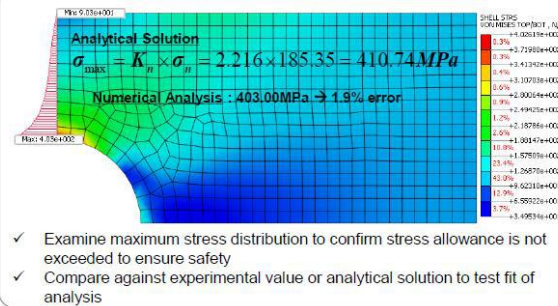 Min: 9.03e+001
SHELL STRS
VON MISES TOP/BOT , N
Analytical Solution
σmax = Kn×σn = 2.216×185.35 = 410.74MPa
Numerical Analysis : 403.00MPa → 1.9% error
Max: 4.03e+002
+4.02619e+002
0.3%
+3.71980e+002
0.3%
+3.41342e+002
0.4%
+3.10703e+002
0.6%
+2.80064e+002
0.9%
+2.49425e+002
1.2%
+2.18786e+002
2.6%
+1.88147e+002
10.8%
+1.57509e+002
23.4%
+1.26870e+002
43.0%
+9.62310e+001
12.9%
+6.55922e+001
3.7%
+3.49534e+001
✓ Examine maximum stress distribution to confirm stress allowance is not
exceeded to ensure safety
✓ Compare against experimental value or analytical solution to test fit of
analysis